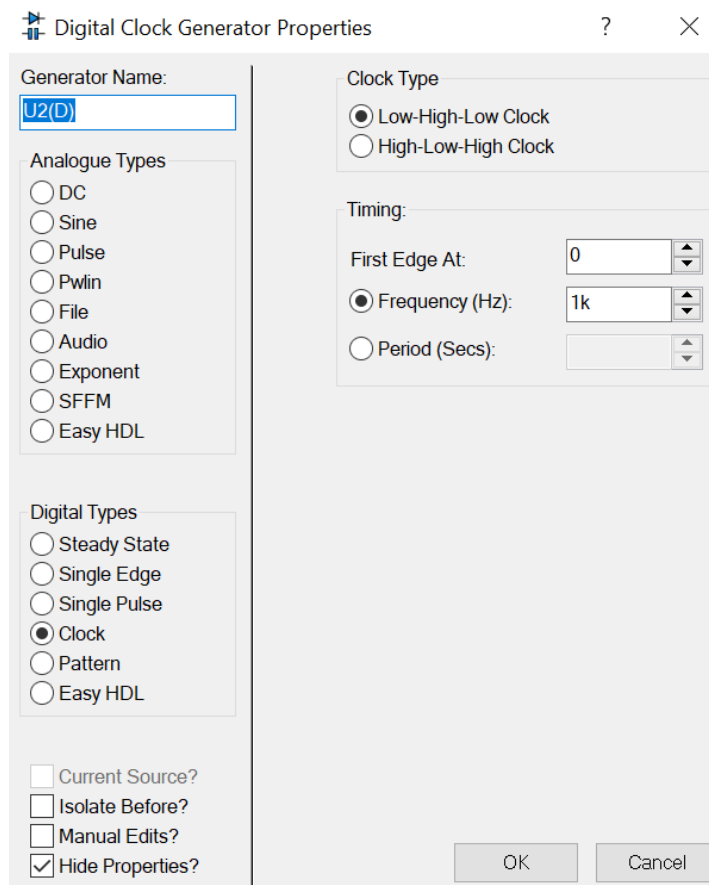 Digital Clock Generator Properties ? ×
Generator Name:
U2(D)
Analogue Types
DC
Sine
Pulse
Pwlin
File
Audio
Exponent
SFFM
Easy HDL
Digital Types
Steady State
Single Edge
Single Pulse
Clock
Pattern
Easy HDL
Current Source?
Isolate Before?
Manual Edits?
Hide Properties?
Clock Type
Low-High-Low Clock
High-Low-High Clock
Timing:
First Edge At: 0
Frequency (Hz): 1k
Period (Secs):
OK Cancel